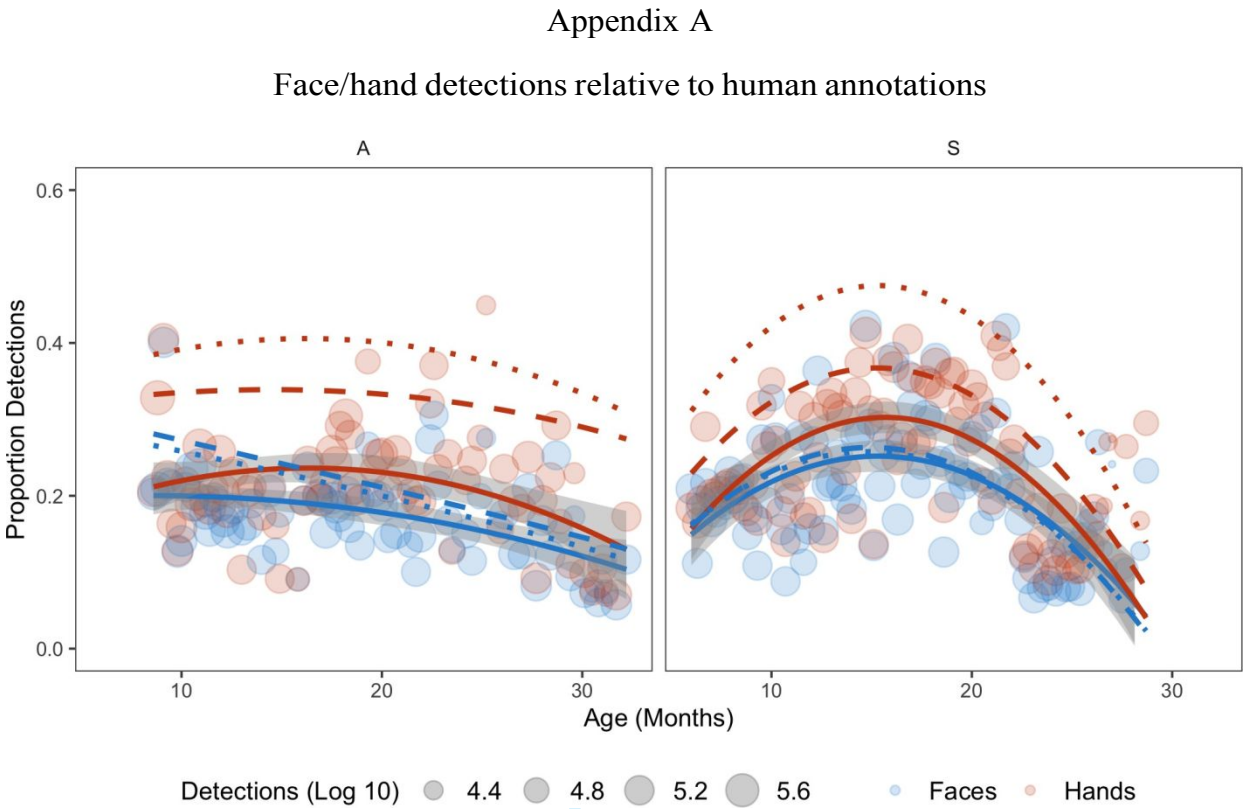 Appendix A
Face/hand detections relative to human annotations
A S
0.6
0.4
0.2
0.0
Proportion Detections
10 20 30 10 20 30
Age (Months)
Detections (Log 10) 4.4 4.8 5.2 5.6 Faces Hands